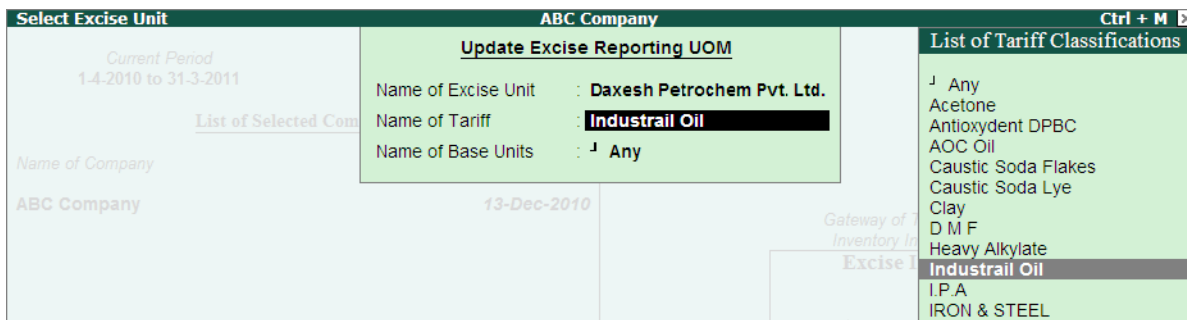 Select Excise Unit ABC Company Ctrl + M
Update Excise Reporting UOM
Name of Excise Unit : Daxesh Petrochem Pvt. Ltd.
Name of Tariff : Industrail Oil
Name of Base Units : ┘ Any
Current Period
1-4-2010 to 31-3-2011
List of Selected Com
Name of Company
ABC Company 13-Dec-2010
Gateway of T
Inventory In
Excise I
List of Tariff Classifications
┘ Any
Acetone
Antioxydent DPBC
AOC Oil
Caustic Soda Flakes
Caustic Soda Lye
Clay
D M F
Heavy Alkylate
Industrail Oil
I.P.A
IRON & STEEL